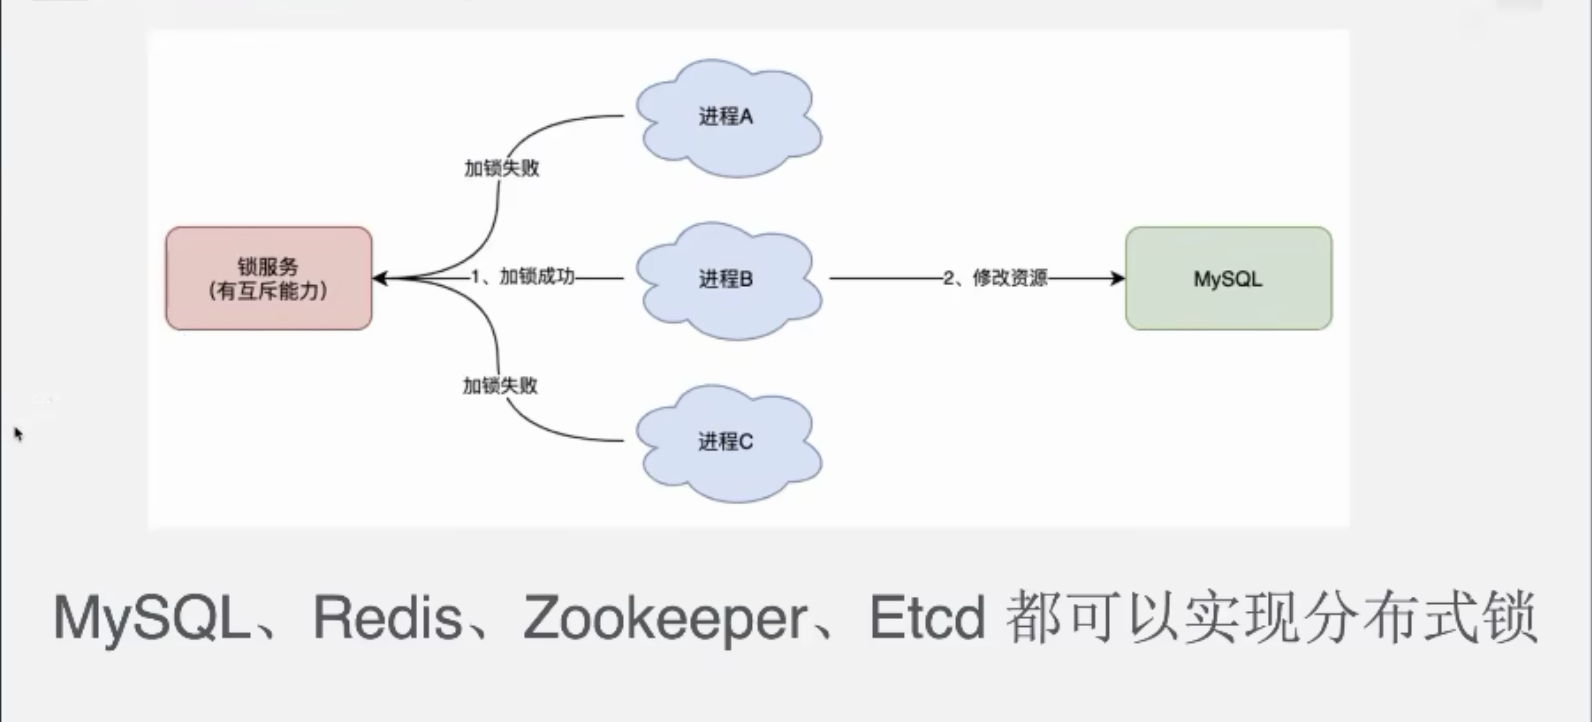 进程A
加锁失败
锁服务
（有互斥能力）
1、加锁成功
进程B
2、修改资源
MySQL
加锁失败
进程C
MySQL、Redis、Zookeeper、Etcd 都可以实现分布式锁